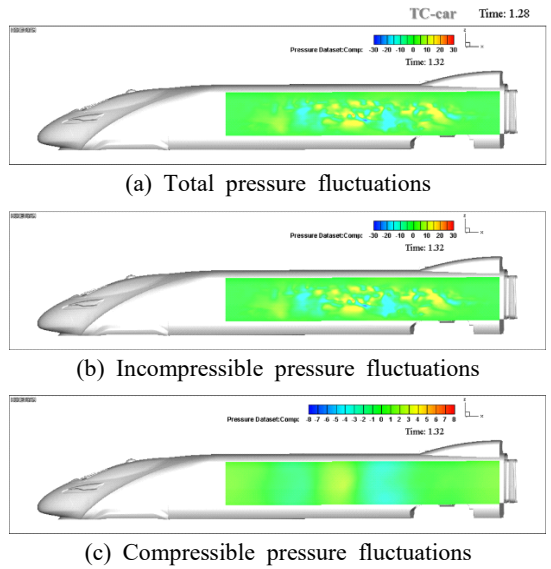 TC-car Time: 1.28
Pressure Dataset:Comp: -30 -20 -10 0 10 20 30
Time: 1.32
(a) Total pressure fluctuations
Pressure Dataset:Comp: -30 -20 -10 0 10 20 30
Time: 1.32
(b) Incompressible pressure fluctuations
Pressure Dataset:Comp: -8 -7 -6 -5 -4 -3 -2 -1 0 1 2 3 4 5 6 7 8
Time: 1.32
(c) Compressible pressure fluctuations